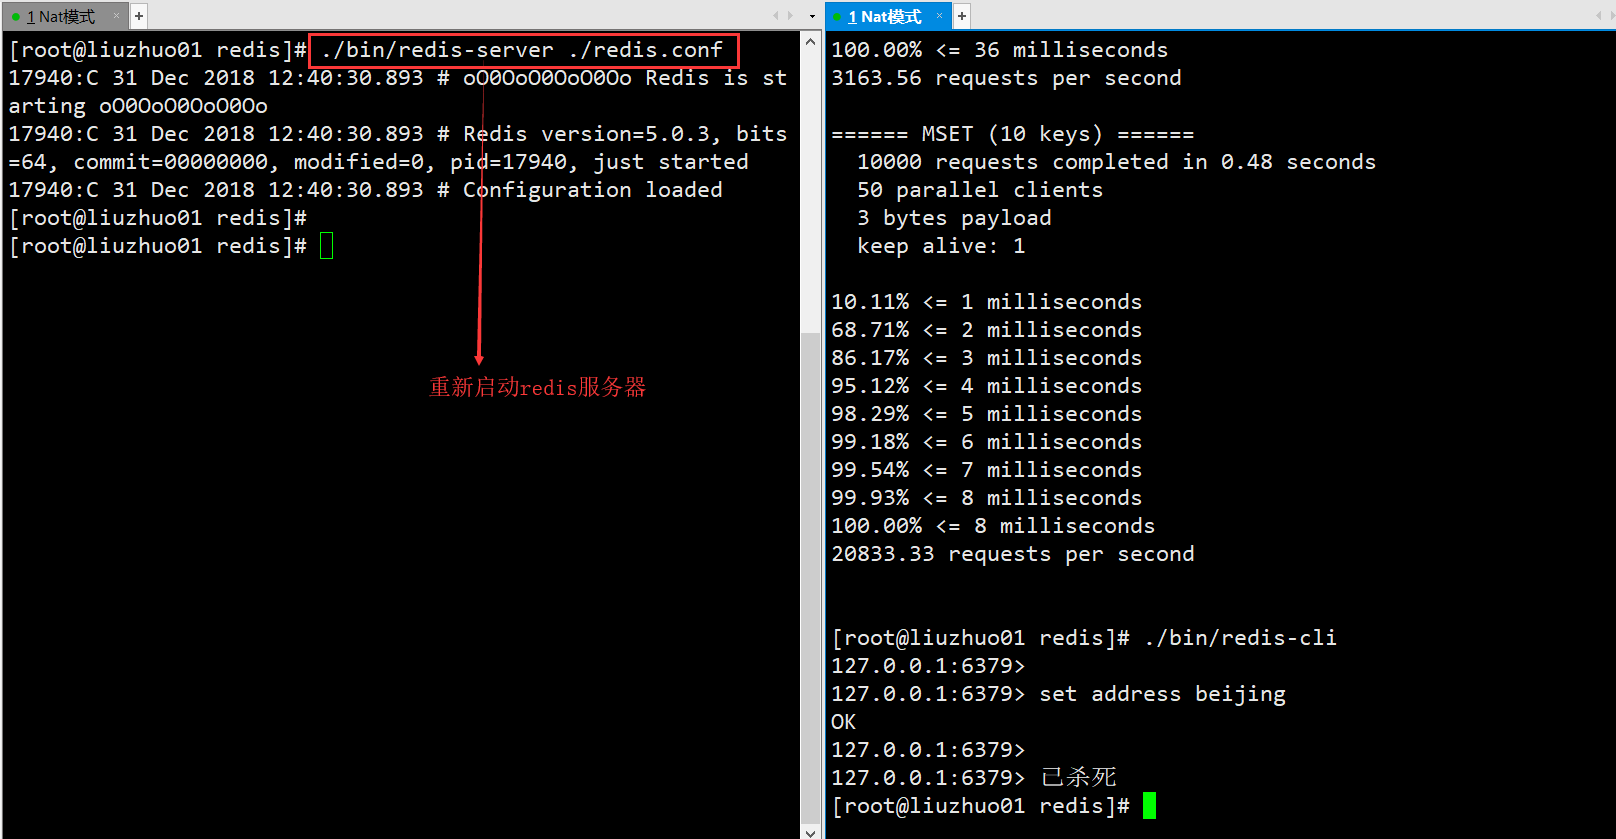 1 Nat模式 × +
[root@liuzhuo01 redis]# ./bin/redis-server ./redis.conf
17940:C 31 Dec 2018 12:40:30.893 # oO0OoO0OoO0Oo Redis is st
arting oO0OoO0OoO0Oo
17940:C 31 Dec 2018 12:40:30.893 # Redis version=5.0.3, bits
=64, commit=00000000, modified=0, pid=17940, just started
17940:C 31 Dec 2018 12:40:30.893 # Configuration loaded
[root@liuzhuo01 redis]#
[root@liuzhuo01 redis]#
重新启动redis服务器
1 Nat模式 × +
100.00% <= 36 milliseconds
3163.56 requests per second
====== MSET (10 keys) ======
10000 requests completed in 0.48 seconds
50 parallel clients
3 bytes payload
keep alive: 1
10.11% <= 1 milliseconds
68.71% <= 2 milliseconds
86.17% <= 3 milliseconds
95.12% <= 4 milliseconds
98.29% <= 5 milliseconds
99.18% <= 6 milliseconds
99.54% <= 7 milliseconds
99.93% <= 8 milliseconds
100.00% <= 8 milliseconds
20833.33 requests per second
[root@liuzhuo01 redis]# ./bin/redis-cli
127.0.0.1:6379>
127.0.0.1:6379> set address beijing
OK
127.0.0.1:6379>
127.0.0.1:6379> 已杀死
[root@liuzhuo01 redis]#